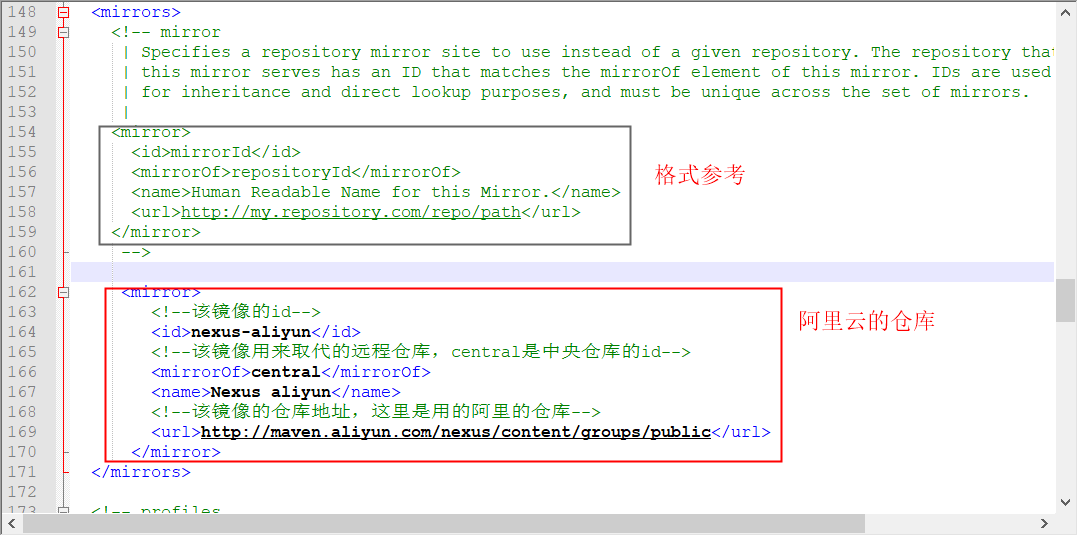 148 <mirrors>
149 <!-- mirror
150 | Specifies a repository mirror site to use instead of a given repository. The repository tha
151 | this mirror serves has an ID that matches the mirrorOf element of this mirror. IDs are used
152 | for inheritance and direct lookup purposes, and must be unique across the set of mirrors.
153 |
154 <mirror>
155 <id>mirrorId</id>
156 <mirrorOf>repositoryId</mirrorOf>
格式参考
157 <name>Human Readable Name for this Mirror.</name>
158 <url>http://my.repository.com/repo/path</url>
159 </mirror>
160 -->
161
162 <mirror>
163 <!--该镜像的id-->
阿里云的仓库
164 <id>nexus-aliyun</id>
165 <!--该镜像用来取代的远程仓库，central是中央仓库的id-->
166 <mirrorOf>central</mirrorOf>
167 <name>Nexus aliyun</name>
168 <!--该镜像的仓库地址，这里是用的阿里的仓库-->
169 <url>http://maven.aliyun.com/nexus/content/groups/public</url>
170 </mirror>
171 </mirrors>
172
173 <!-- profiles